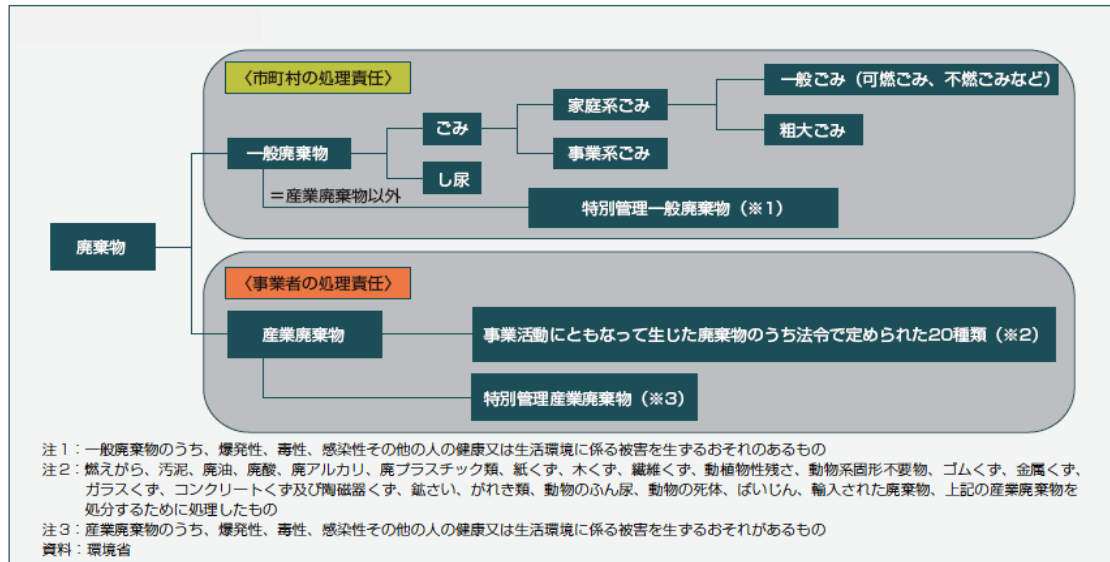 〈市町村の処理責任〉
一般ごみ（可燃ごみ、不燃ごみなど）
家庭系ごみ
ごみ
粗大ごみ
一般廃棄物
事業系ごみ
し尿
＝産業廃棄物以外
特別管理一般廃棄物（※1）
廃棄物
〈事業者の処理責任〉
産業廃棄物
事業活動にともなって生じた廃棄物のうち法令で定められた20種類（※2）
特別管理産業廃棄物（※3）
注1：一般廃棄物のうち、爆発性、毒性、感染性その他の人の健康又は生活環境に係る被害を生ずるおそれのあるもの
注2：燃えがら、汚泥、廃油、廃酸、廃アルカリ、廃プラスチック類、紙くず、木くず、繊維くず、動植物性残さ、動物系固形不要物、ゴムくず、金属くず、
ガラスくず、コンクリートくず及び陶磁器くず、鉱さい、がれき類、動物のふん尿、動物の死体、ばいじん、輸入された廃棄物、上記の産業廃棄物を
処分するために処理したもの
注3：産業廃棄物のうち、爆発性、毒性、感染性その他の人の健康又は生活環境に係る被害を生ずるおそれがあるもの
資料：環境省